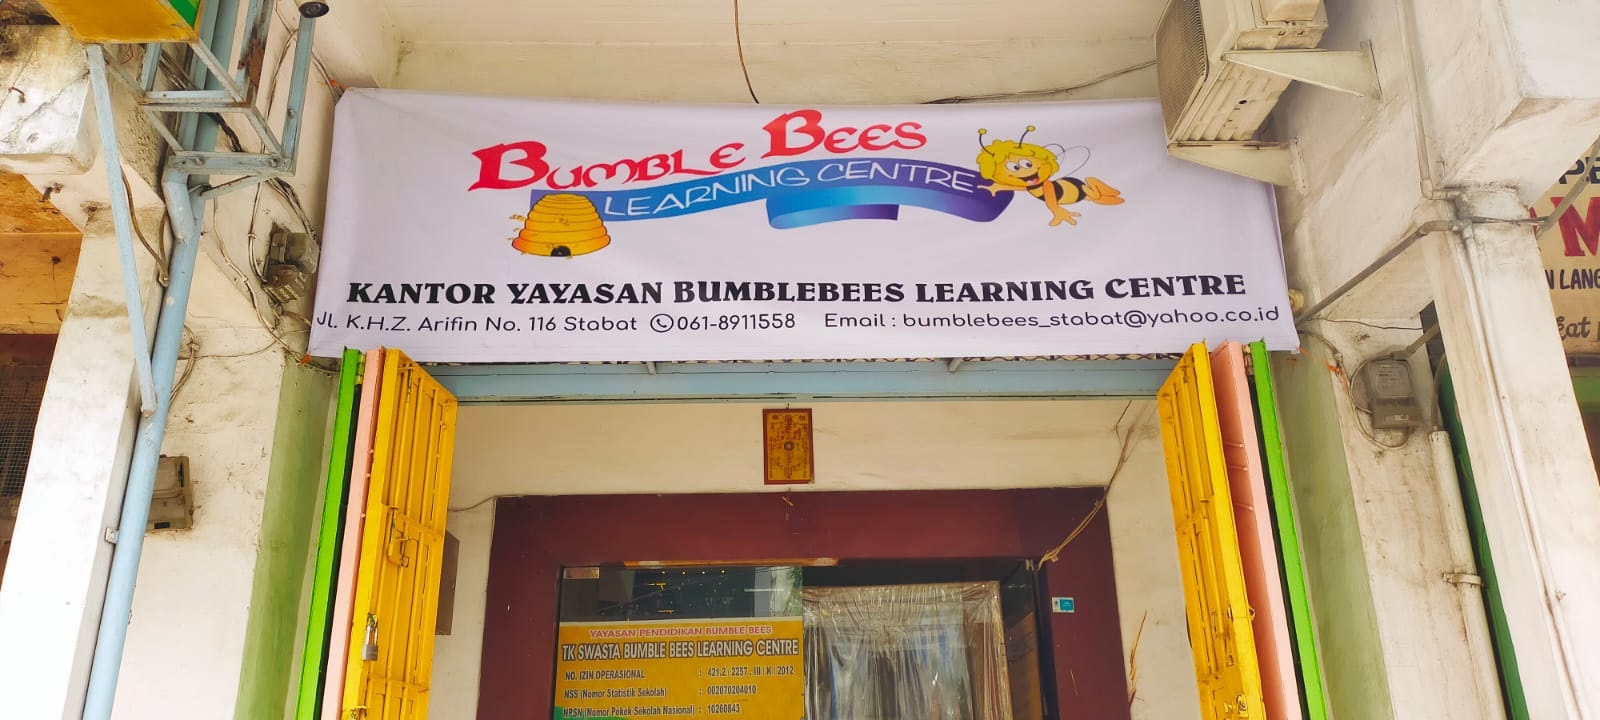 BUMBLE BEES
LEARNING CENTRE
KANTOR YAYASAN BUMBLEBEES LEARNING CENTRE
Jl. K.H.Z. Arifin No. 116 Stabat 061-8911558 Email : bumblebees_stabat@yahoo.co.id
YAYASAN PENDIDIKAN BUMBLE BEES
TK SWASTA BUMBLE BEES LEARNING CENTRE
NO. IZIN OPERASIONAL : 421.2 / 2257 . III / K / 2012
NSS (Nomor Statistik Sekolah) : 002070204010
NPSN (Nomor Pokok Sekolah Nasional) : 10260843